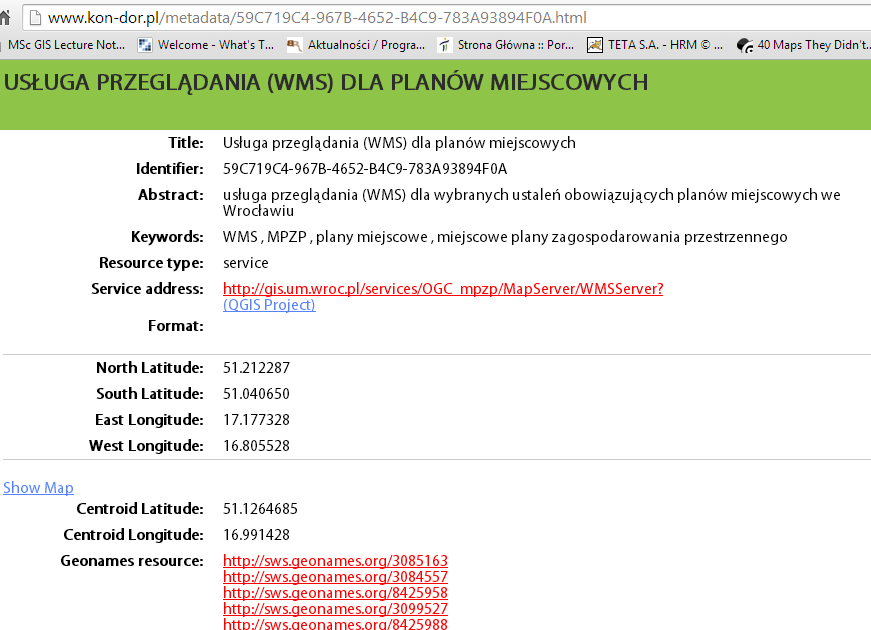 www.kon-dor.pl/metadata/59C719C4-967B-4652-B4C9-783A93894F0A.html
MSc GIS Lecture Not... Welcome - What's T... Aktualności / Progra... Strona Główna :: Por... TETA S.A. - HRM © ... 40 Maps They Didn't...
USŁUGA PRZEGLĄDANIA (WMS) DLA PLANÓW MIEJSCOWYCH
Title: Usługa przeglądania (WMS) dla planów miejscowych
Identifier: 59C719C4-967B-4652-B4C9-783A93894F0A
Abstract: usługa przeglądania (WMS) dla wybranych ustaleń obowiązujących planów miejscowych we
Wrocławiu
Keywords: WMS , MPZP , plany miejscowe , miejscowe plany zagospodarowania przestrzennego
Resource type: service
Service address: http://gis.um.wroc.pl/services/OGC_mpzp/MapServer/WMSServer?
(QGIS Project)
Format:
North Latitude: 51.212287
South Latitude: 51.040650
East Longitude: 17.177328
West Longitude: 16.805528
Show Map
Centroid Latitude: 51.1264685
Centroid Longitude: 16.991428
Geonames resource: http://sws.geonames.org/3085163
http://sws.geonames.org/3084557
http://sws.geonames.org/8425958
http://sws.geonames.org/3099527
http://sws.geonames.org/8425988